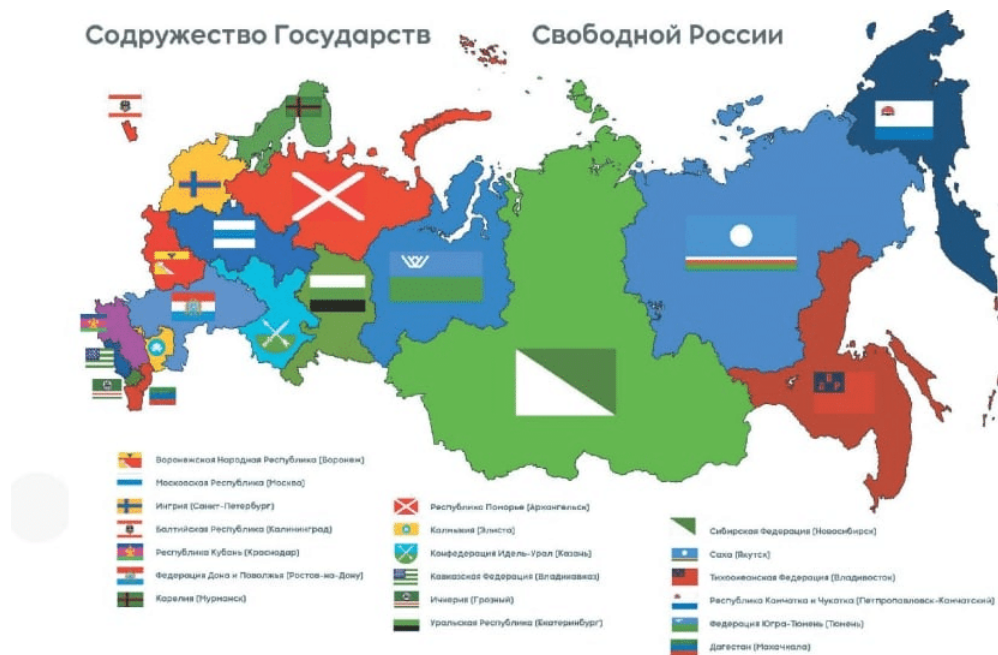 Содружество Государств Свободной России
Воронежская Народная Республика (Воронеж)
Московская Республика (Москва)
Ингрия (Санкт-Петербург)
Балтийская Республика (Калининград)
Республика Кубань (Краснодар)
Федерация Дона и Поволжья (Ростов-на-Дону)
Карелия (Мурманск)
Республика Поморье (Архангельск)
Калмыкия (Элиста)
Конфедерация Идель-Урал (Казань)
Кавказская Федерация (Владикавказ)
Ичкерия (Грозный)
Уральская Республика (Екатеринбург)
Сибирская Федерация (Новосибирск)
Саха (Якутск)
Тихоокеанская Федерация (Владивосток)
Республика Камчатка и Чукотка (Петропавловск-Камчатский)
Федерация Югра-Тюмень (Тюмень)
Дагестан (Махачкала)